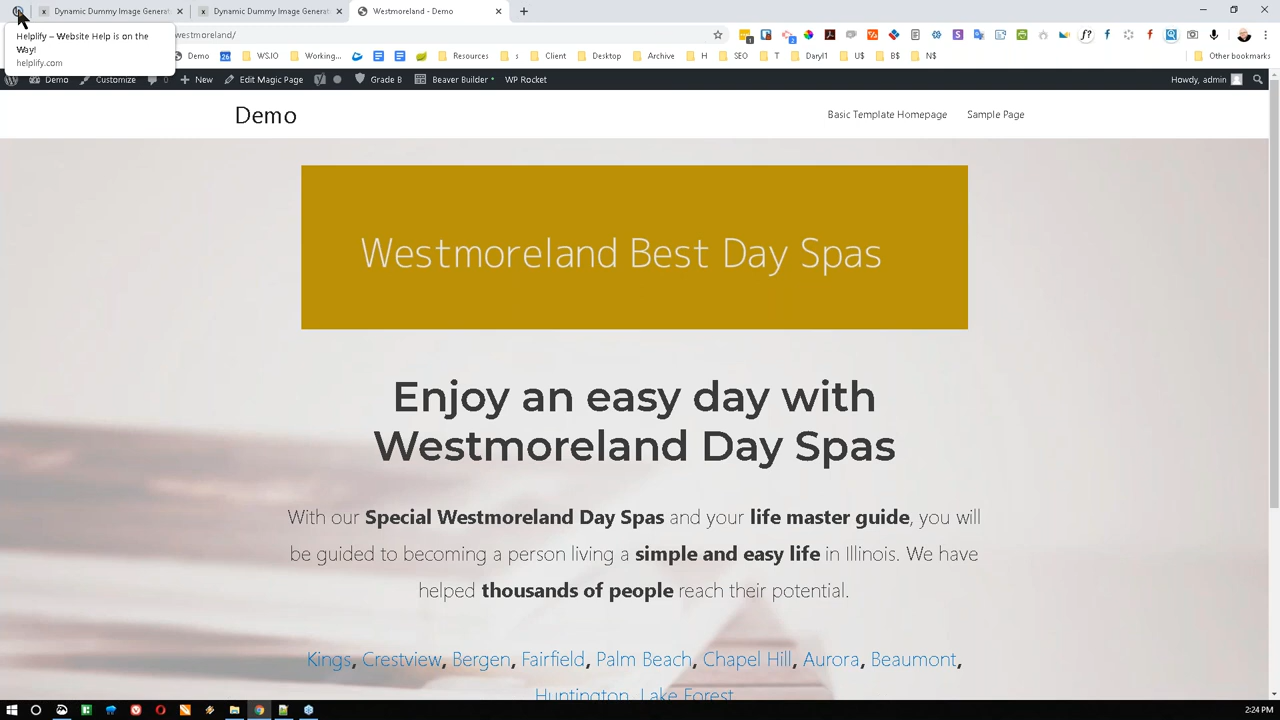 Dynamic Dummy Image Generat
Dynamic Dummy Image Generat
Westmoreland - Demo
Helplify – Website Help is on the
Way!
helplify.com
westmoreland/
Demo
26
WS.IO
Working...
Resources
s
Client
Desktop
Archive
H
SEO
T
Daryl1
U$
B$
N$
Other bookmarks
Demo
Customize
0
New
Edit Magic Page
Grade B
Beaver Builder
WP Rocket
Howdy, admin
Demo
Basic Template Homepage
Sample Page
Westmoreland Best Day Spas
Enjoy an easy day with
Westmoreland Day Spas
With our Special Westmoreland Day Spas and your life master guide, you will
be guided to becoming a person living a simple and easy life in Illinois. We have
helped thousands of people reach their potential.
Kings, Crestview, Bergen, Fairfield, Palm Beach, Chapel Hill, Aurora, Beaumont,
Huntington, Lake Forest
2:24 PM